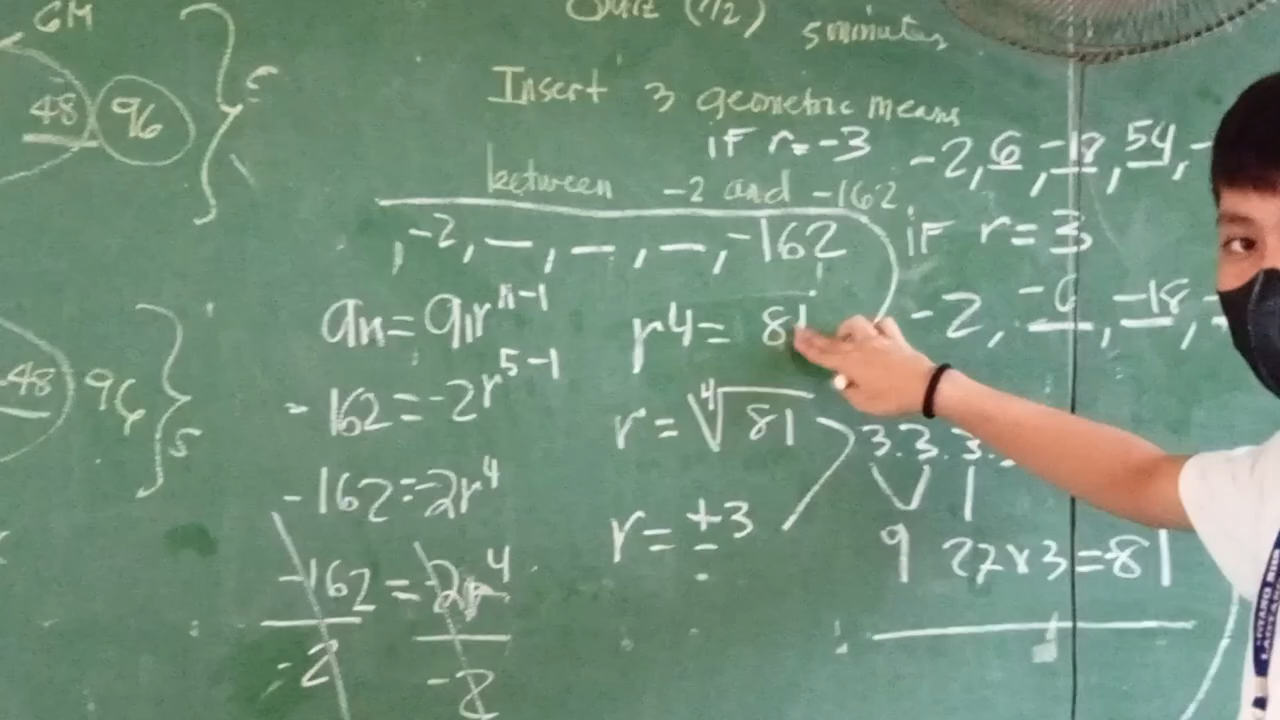 GM
48 96
5
-48 96
5
Quiz (1/2) 5 minutes
Insert 3 geometric means
if r=-3
between -2 and -162
, -2, _, _, _, -162
an=a1r^n-1
-162=-2r^5-1
-162=-2r^4
-162 = -2r^4
-2 -2
r^4= 81
r= ⁴√81
r= ±3
-2, 6, -18, 54, -
if r=3
-2, -6, -18, -
3.3.3.
9 27x3=81